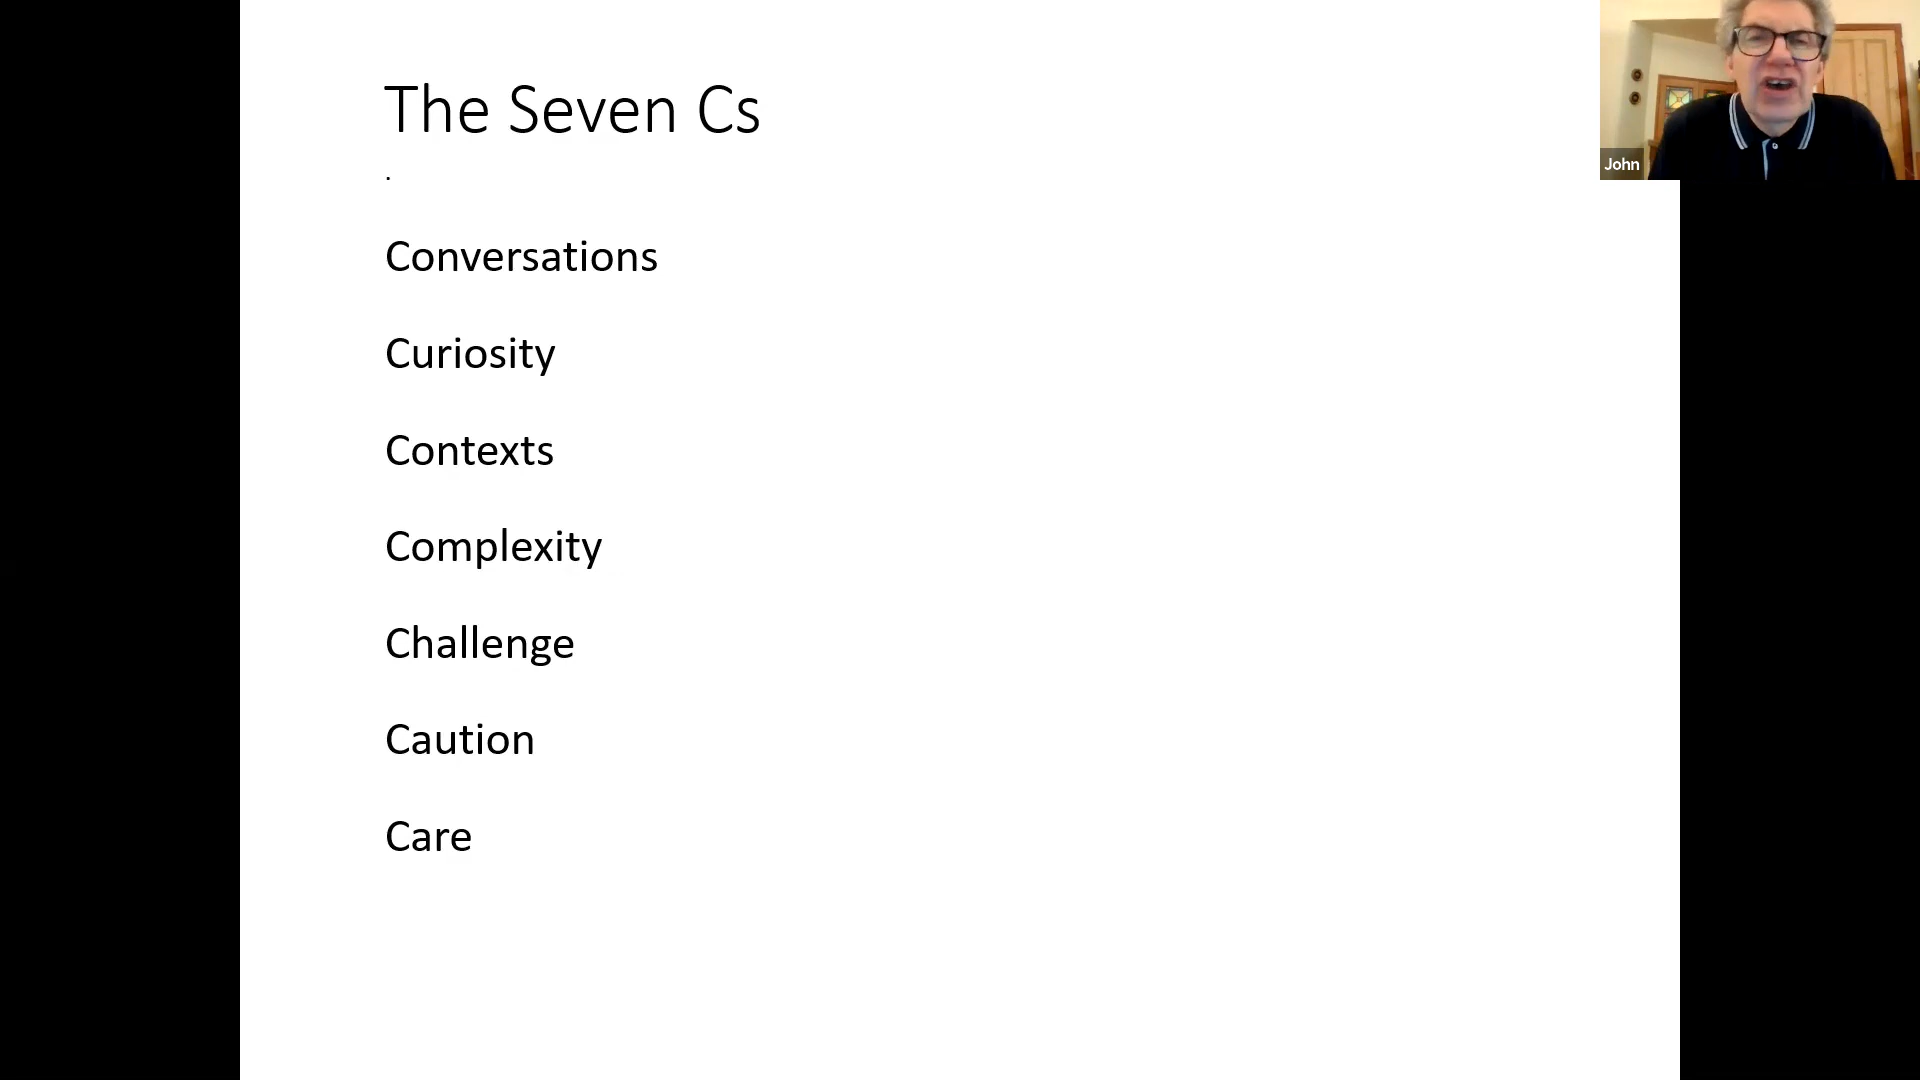 The Seven Cs
.
Conversations
Curiosity
Contexts
Complexity
Challenge
Caution
Care
John